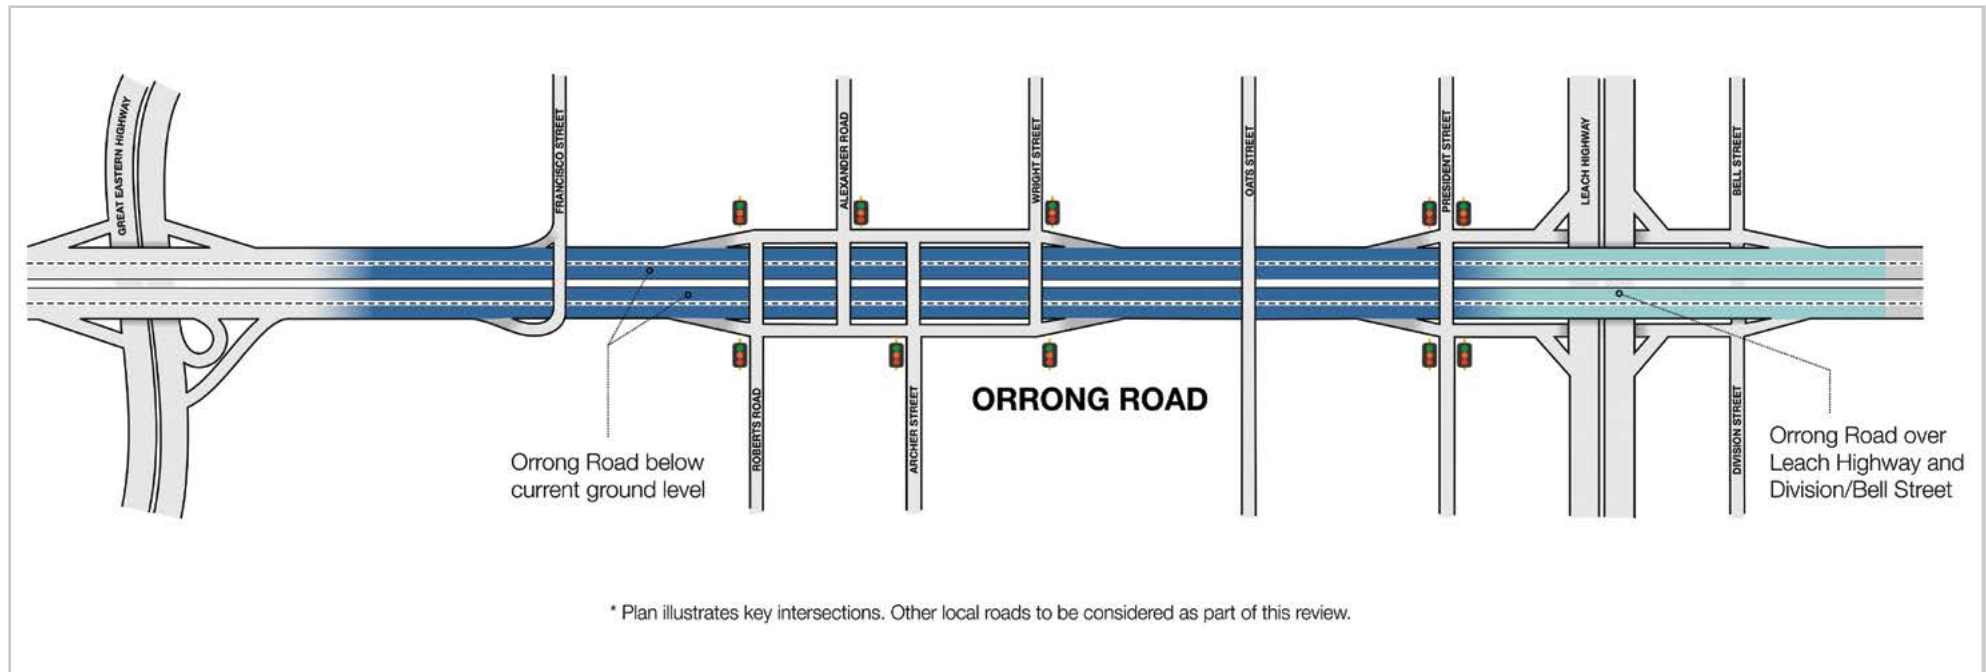 GREAT EASTERN HIGHWAY
FRANCISCO STREET
ALEXANDER ROAD
WRIGHT STREET
OATS STREET
PRESIDENT STREET
LEACH HIGHWAY
BELL STREET
ROBERTS ROAD
ARCHER STREET
DIVISION STREET
ORRONG ROAD
Orrong Road below
current ground level
Orrong Road over
Leach Highway and
Division/Bell Street
* Plan illustrates key intersections. Other local roads to be considered as part of this review.